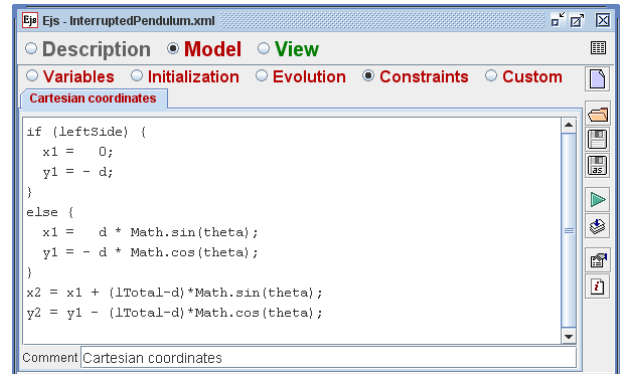 Ejs Ejs - InterruptedPendulum.xml
Description Model View
Variables Initialization Evolution Constraints Custom
Cartesian coordinates
if (leftSide) {
  x1 =   0;
  y1 = - d;
}
else {
  x1 =   d * Math.sin(theta);
  y1 = - d * Math.cos(theta);
}
x2 = x1 + (lTotal-d)*Math.sin(theta);
y2 = y1 - (lTotal-d)*Math.cos(theta);
as
i
Comment Cartesian coordinates